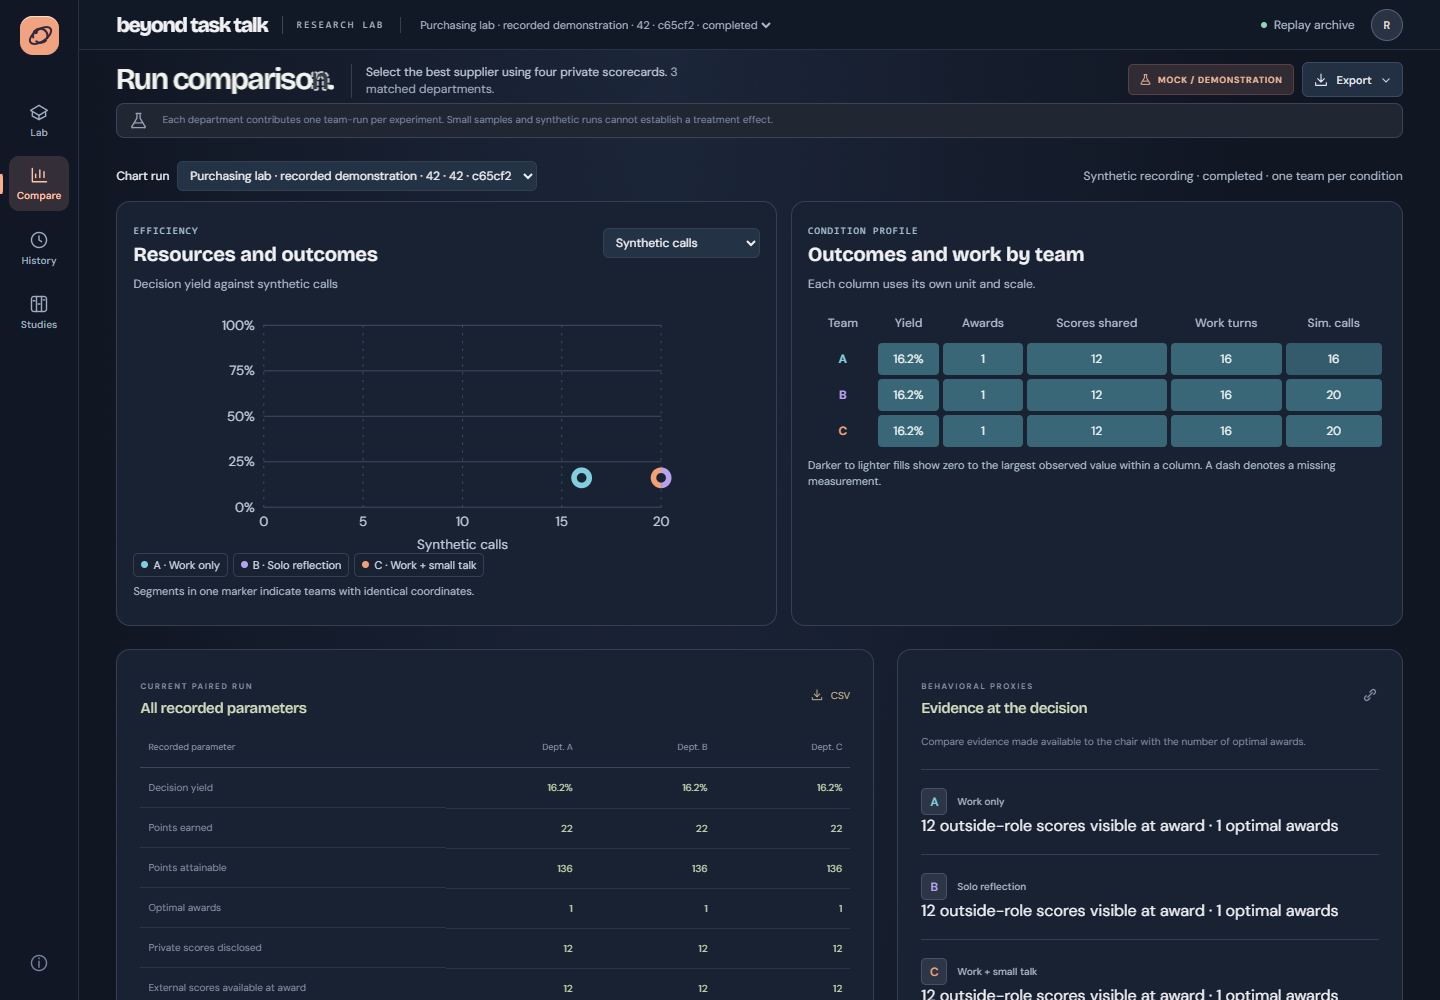 beyond task talk
RESEARCH LAB
Purchasing lab · recorded demonstration · 42 · c65cf2 · completed
Replay archive
R
Lab
Compare
History
Studies
Run
Select the best supplier using four private scorecards. 3
matched departments.
MOCK / DEMONSTRATION
Export
Each department contributes one team-run per experiment. Small samples and synthetic runs cannot establish a treatment effect.
Chart run
Purchasing lab · recorded demonstration · 42 · 42 · c65cf2
Synthetic recording · completed · one team per condition
EFFICIENCY
Resources and outcomes
Synthetic calls
Decision yield against synthetic calls
100%
75%
50%
25%
0%
0 5 10 15 20
Synthetic calls
A · Work only
B · Solo reflection
C · Work + small talk
Segments in one marker indicate teams with identical coordinates.
CONDITION PROFILE
Outcomes and work by team
Each column uses its own unit and scale.
Team Yield Awards Scores shared Work turns Sim. calls
A 16.2% 1 12 16 16
B 16.2% 1 12 16 20
C 16.2% 1 12 16 20
Darker to lighter fills show zero to the largest observed value within a column. A dash denotes a missing
measurement.
CURRENT PAIRED RUN
All recorded parameters
CSV
Recorded parameter Dept. A Dept. B Dept. C
Decision yield 16.2% 16.2% 16.2%
Points earned 22 22 22
Points attainable 136 136 136
Optimal awards 1 1 1
Private scores disclosed 12 12 12
External scores available at award 12 12 12
BEHAVIORAL PROXIES
Evidence at the decision
Compare evidence made available to the chair with the number of optimal awards.
A Work only
12 outside-role scores visible at award · 1 optimal awards
B Solo reflection
12 outside-role scores visible at award · 1 optimal awards
C Work + small talk
12 outside-role scores visible at award · 1 optimal awards